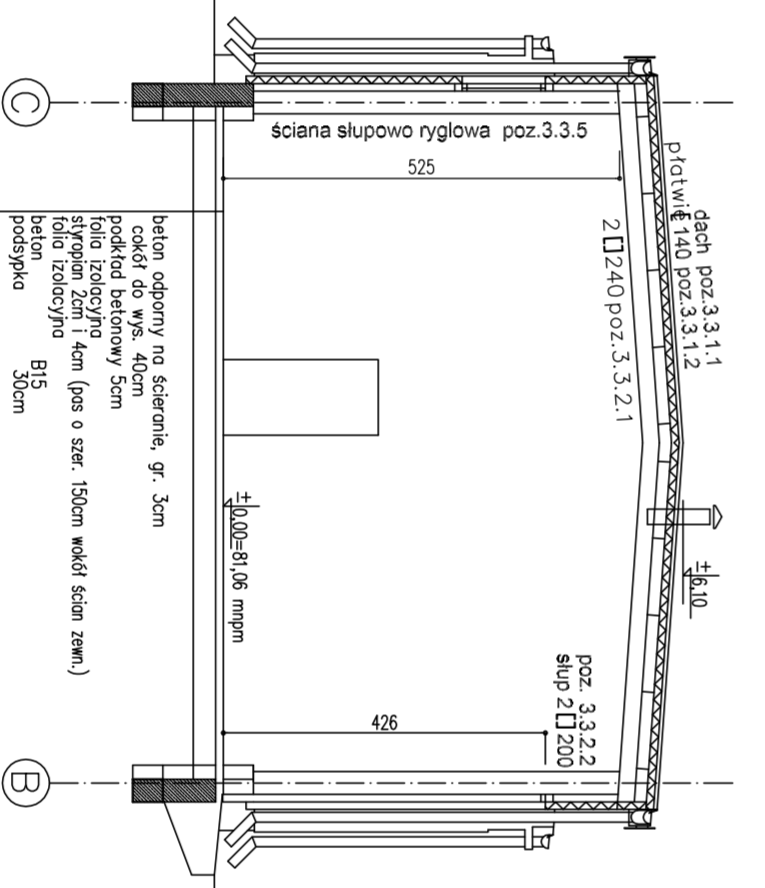 dach poz.3.3.1.1
płatwie [140 poz.3.3.1.2
2 [] 240 poz.3.3.2.1
± 6,10
ściana słupowo ryglowa poz.3.3.5
525
poz. 3.3.2.2
słup 2 [] 200
426
±0,00=81,06 mnpm
beton odporny na ścieranie, gr. 3cm
cokół do wys. 40cm
podkład betonowy 5cm
folia izolacyjna
styropian 2cm i 4cm (pas o szer. 150cm wokół ścian zewn.)
folia izolacyjna
beton B15
podsypka 30cm
C
B